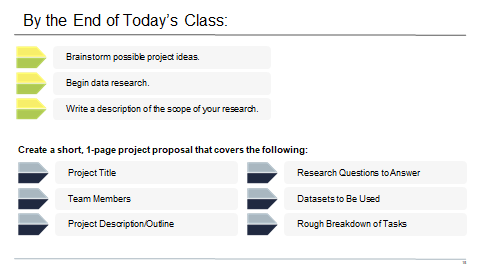 By the End of Today's Class:
Brainstorm possible project ideas.
Begin data research.
Write a description of the scope of your research.
Create a short, 1-page project proposal that covers the following:
Project Title
Research Questions to Answer
Team Members
Datasets to Be Used
Project Description/Outline
Rough Breakdown of Tasks